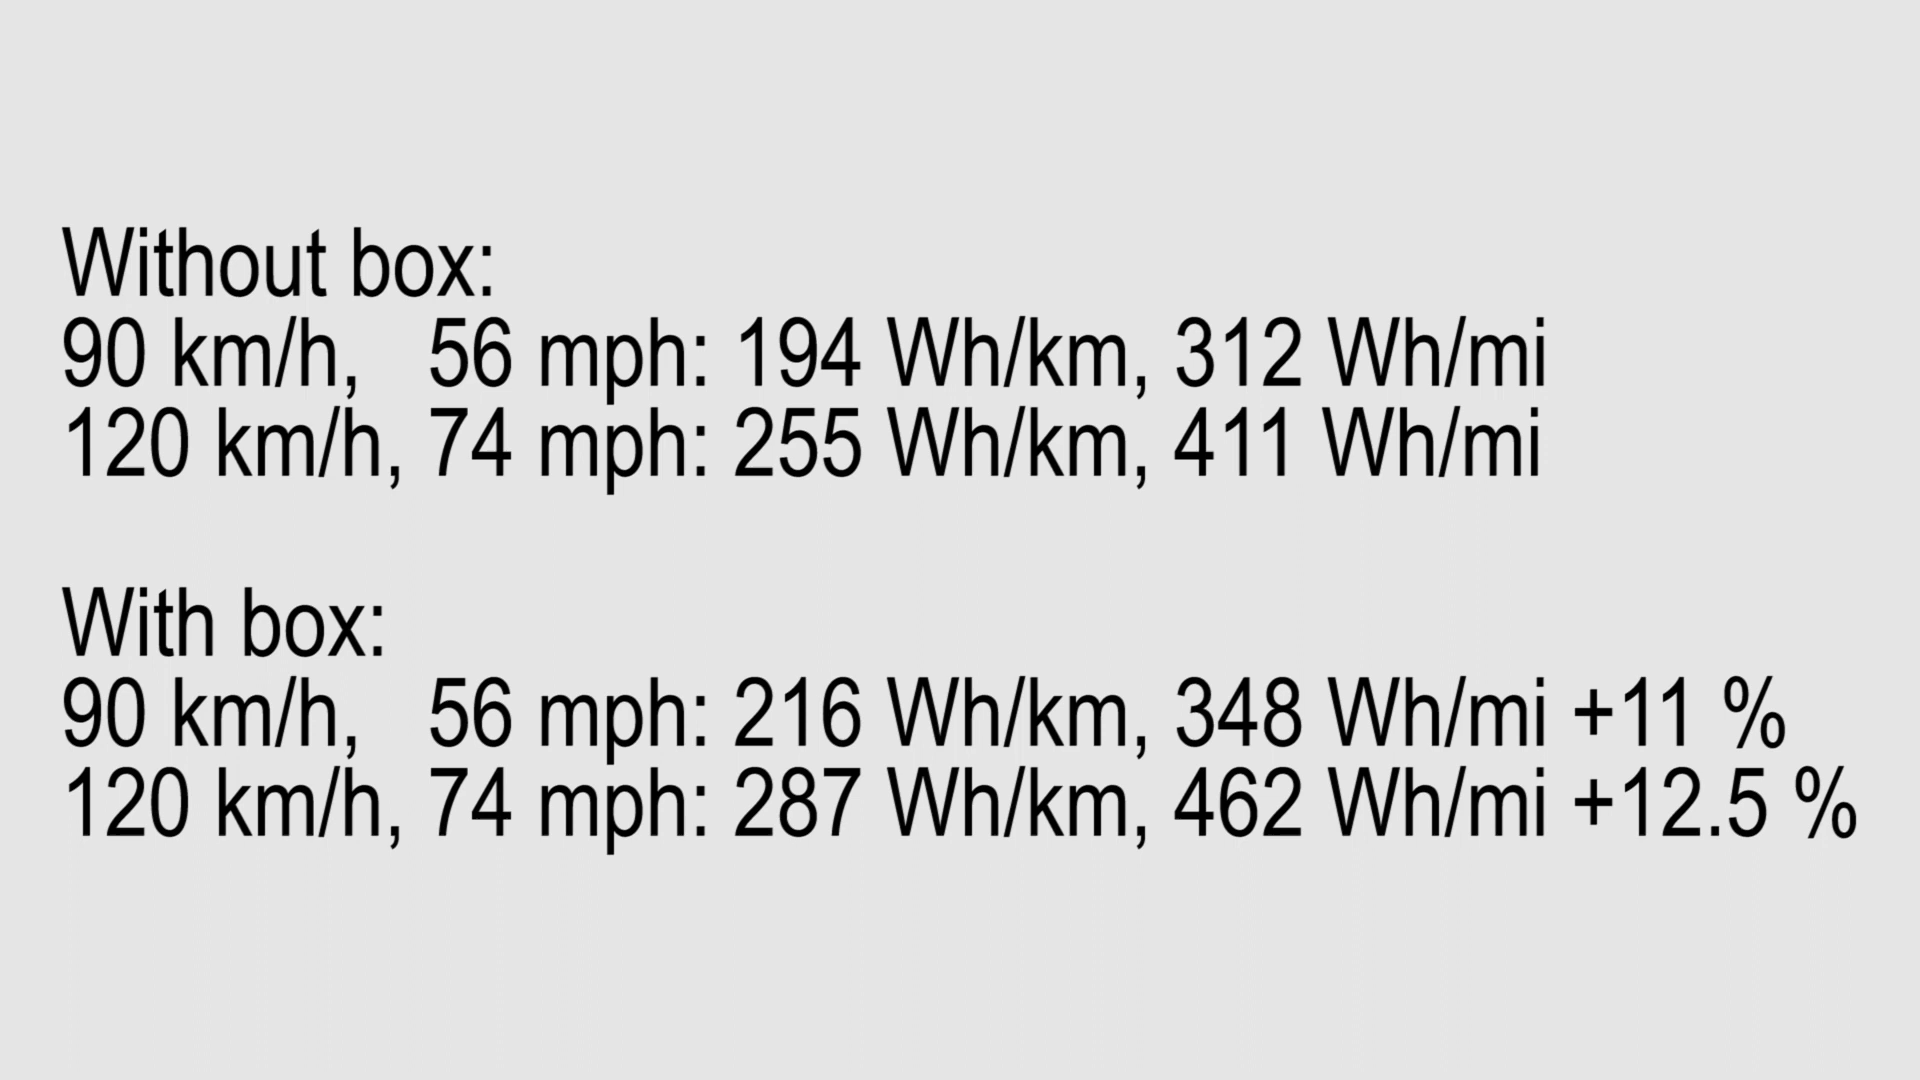 Without box:
90 km/h, 56 mph: 194 Wh/km, 312 Wh/mi
120 km/h, 74 mph: 255 Wh/km, 411 Wh/mi
With box:
90 km/h, 56 mph: 216 Wh/km, 348 Wh/mi +11 %
120 km/h, 74 mph: 287 Wh/km, 462 Wh/mi +12.5 %